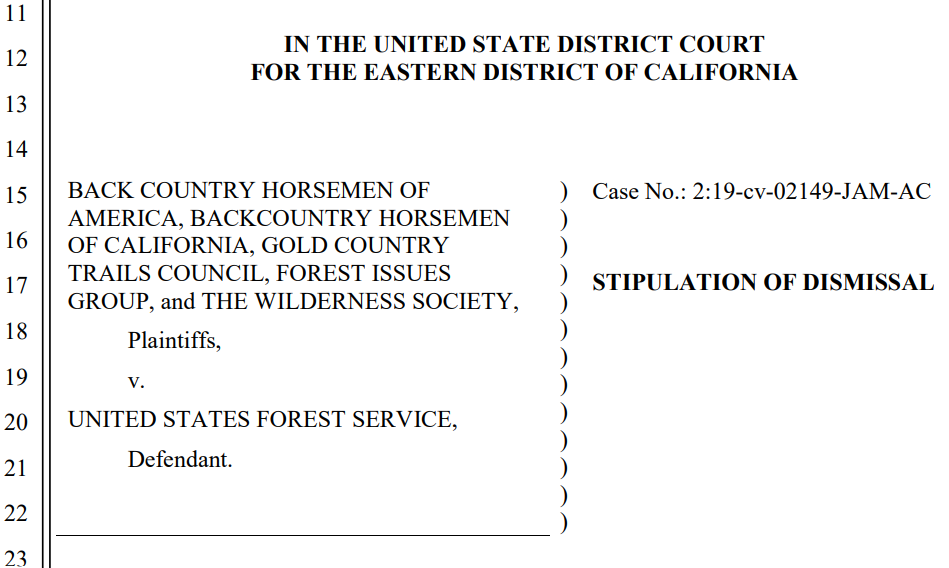 11
IN THE UNITED STATE DISTRICT COURT
12
FOR THE EASTERN DISTRICT OF CALIFORNIA
13
14
15 BACK COUNTRY HORSEMEN OF ) Case No.: 2:19-cv-02149-JAM-AC
AMERICA, BACKCOUNTRY HORSEMEN )
16 OF CALIFORNIA, GOLD COUNTRY )
TRAILS COUNCIL, FOREST ISSUES )
17 STIPULATION OF DISMISSAL
GROUP, and THE WILDERNESS SOCIETY, )
18 )
Plaintiffs,
)
19 v. )
)
20 UNITED STATES FOREST SERVICE, )
)
21 Defendant. )
)
22 )
23